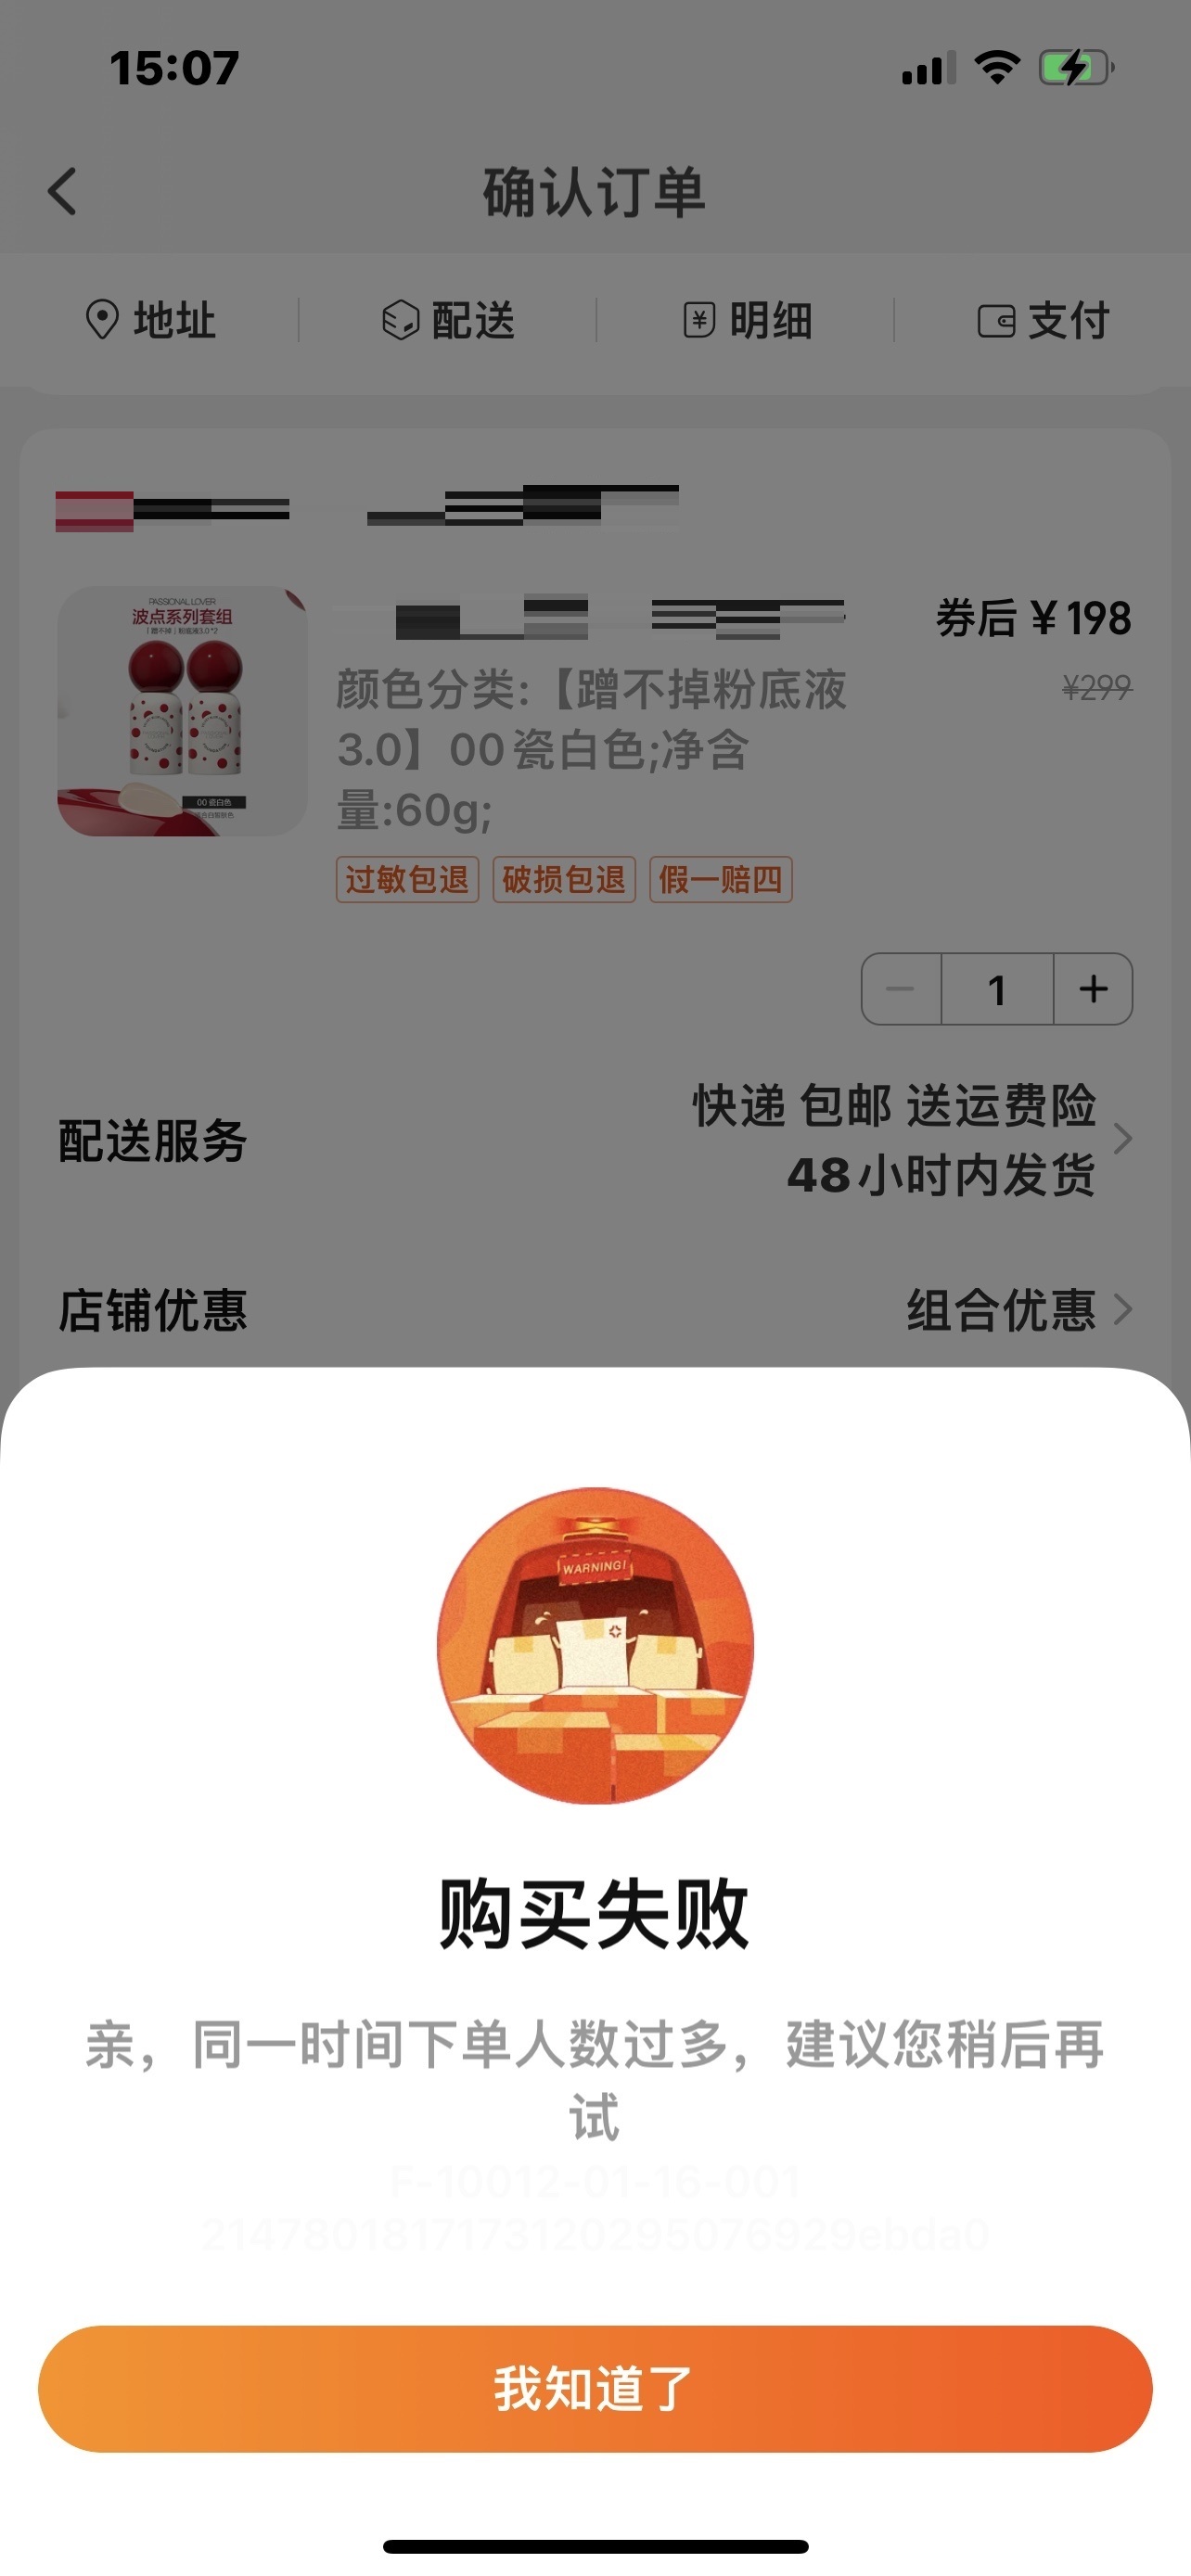 15:07
确认订单
地址
配送
明细
支付
PASSIONAL LOVER
波点系列套组
券后 ¥198
颜色分类:【蹭不掉粉底液
¥299
3.0】00瓷白色;净含
量:60g;
00 瓷白色
过敏包退 破损包退 假一赔四
1
快递 包邮 送运费险
配送服务
48小时内发货
店铺优惠
组合优惠
WARNING!
购买失败
亲，同一时间下单人数过多，建议您稍后再
试
F-10012-01-16-001
2147801817173120295076929ebda0
我知道了